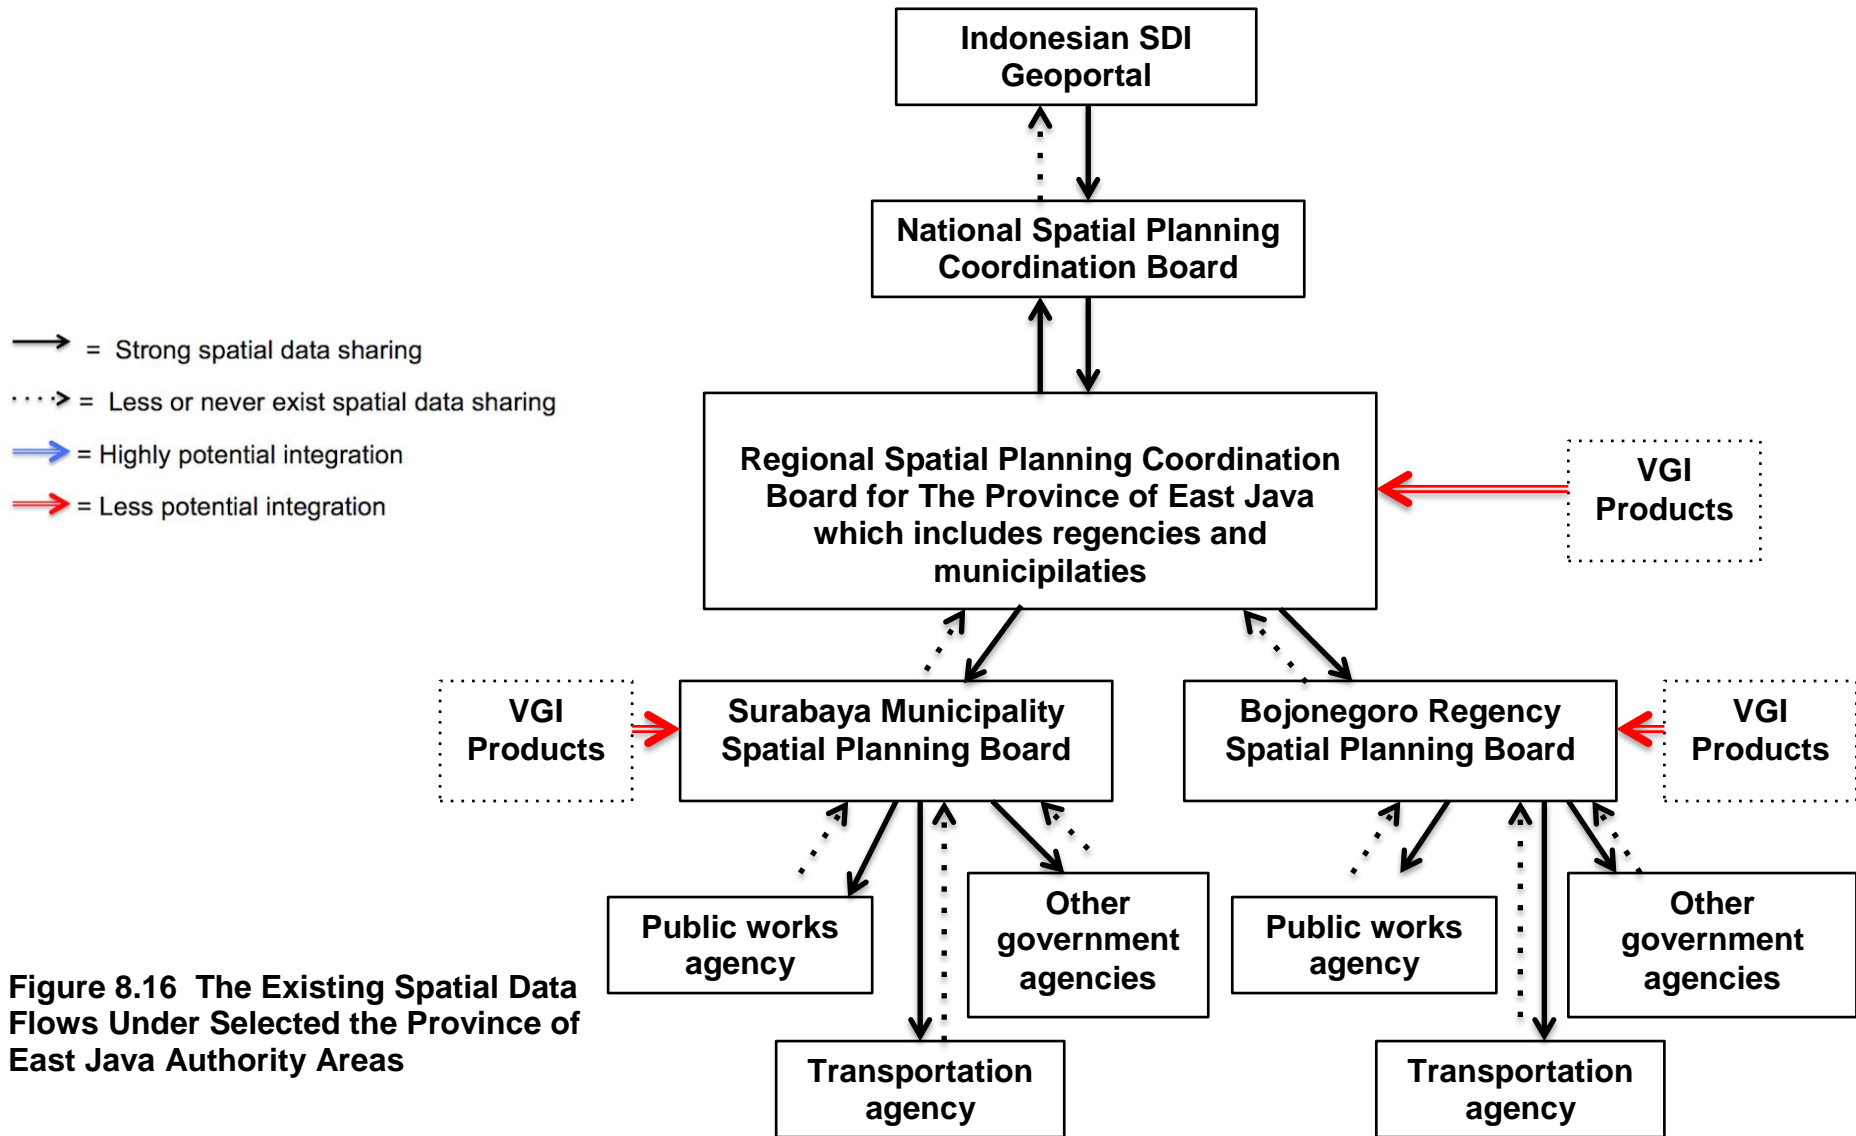 Indonesian SDI
Geoportal
National Spatial Planning
Coordination Board
= Strong spatial data sharing
= Less or never exist spatial data sharing
= Highly potential integration
= Less potential integration
Regional Spatial Planning Coordination
Board for The Province of East Java
which includes regencies and
municipilaties
VGI
Products
VGI
Products
Surabaya Municipality
Spatial Planning Board
Bojonegoro Regency
Spatial Planning Board
VGI
Products
Public works
agency
Other
government
agencies
Public works
agency
Other
government
agencies
Transportation
agency
Transportation
agency
Figure 8.16 The Existing Spatial Data
Flows Under Selected the Province of
East Java Authority Areas